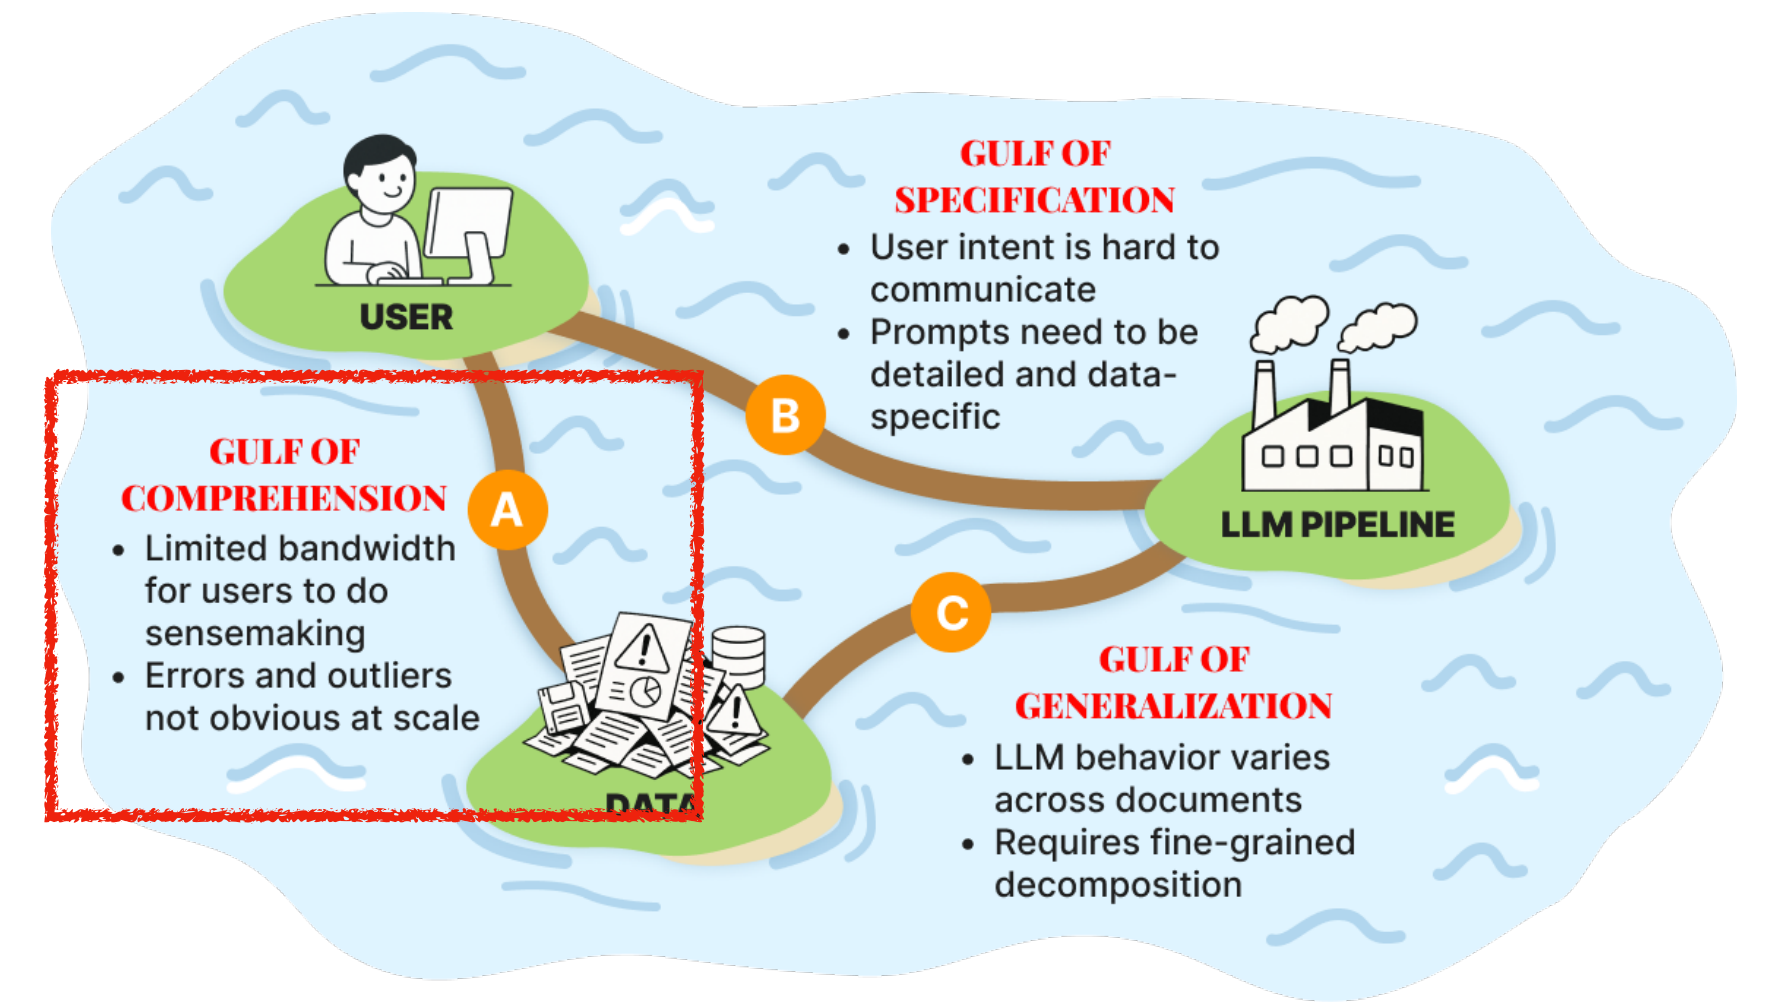 GULF OF
SPECIFICATION
• User intent is hard to
communicate
• Prompts need to be
detailed and data-
specific
USER
B
GULF OF
COMPREHENSION
A
• Limited bandwidth
for users to do
sensemaking
• Errors and outliers
not obvious at scale
LLM PIPELINE
C
GULF OF
GENERALIZATION
• LLM behavior varies
across documents
• Requires fine-grained
decomposition
DATA